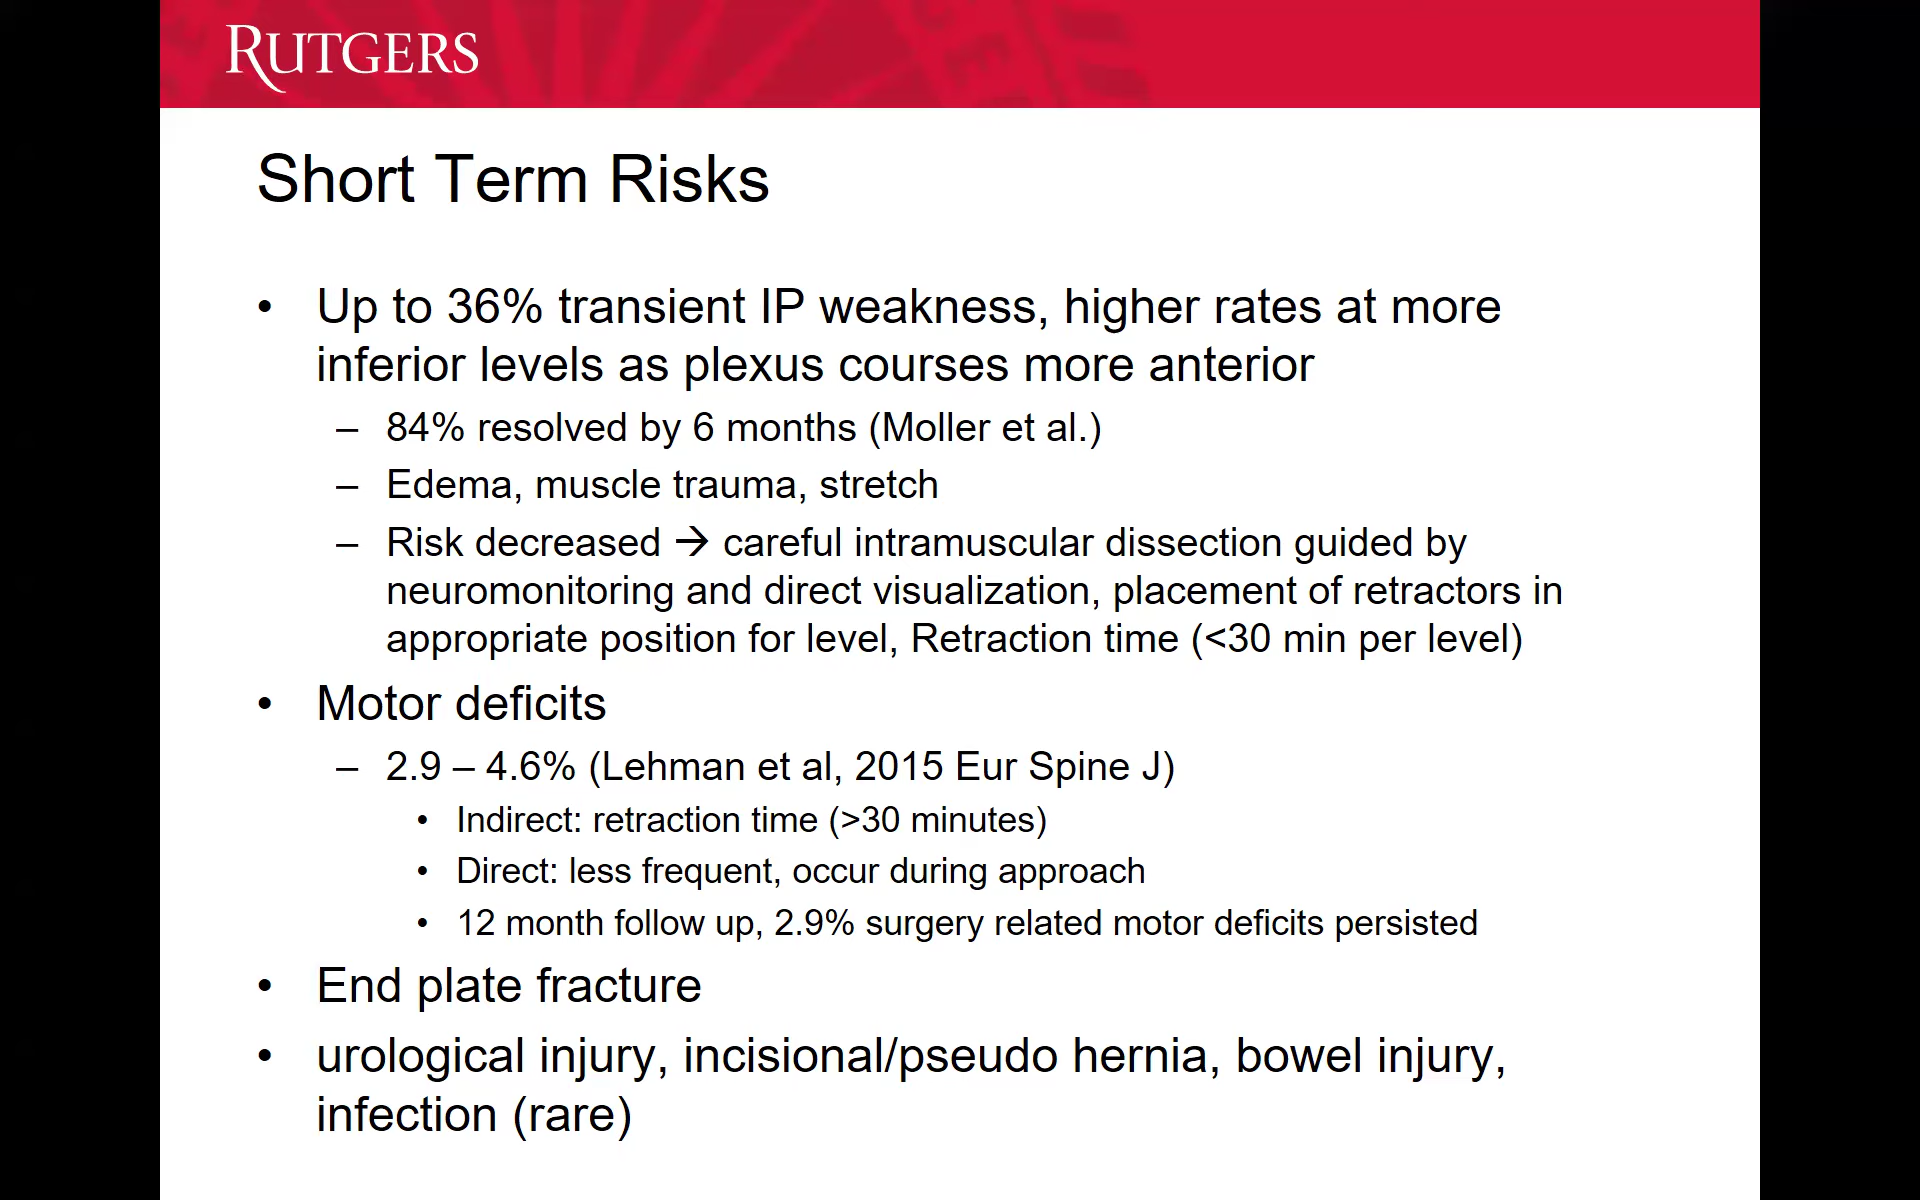 RUTGERS
Short Term Risks
• Up to 36% transient IP weakness, higher rates at more
inferior levels as plexus courses more anterior
– 84% resolved by 6 months (Moller et al.)
– Edema, muscle trauma, stretch
– Risk decreased → careful intramuscular dissection guided by
neuromonitoring and direct visualization, placement of retractors in
appropriate position for level, Retraction time (<30 min per level)
• Motor deficits
– 2.9 – 4.6% (Lehman et al, 2015 Eur Spine J)
• Indirect: retraction time (>30 minutes)
• Direct: less frequent, occur during approach
• 12 month follow up, 2.9% surgery related motor deficits persisted
• End plate fracture
• urological injury, incisional/pseudo hernia, bowel injury,
infection (rare)